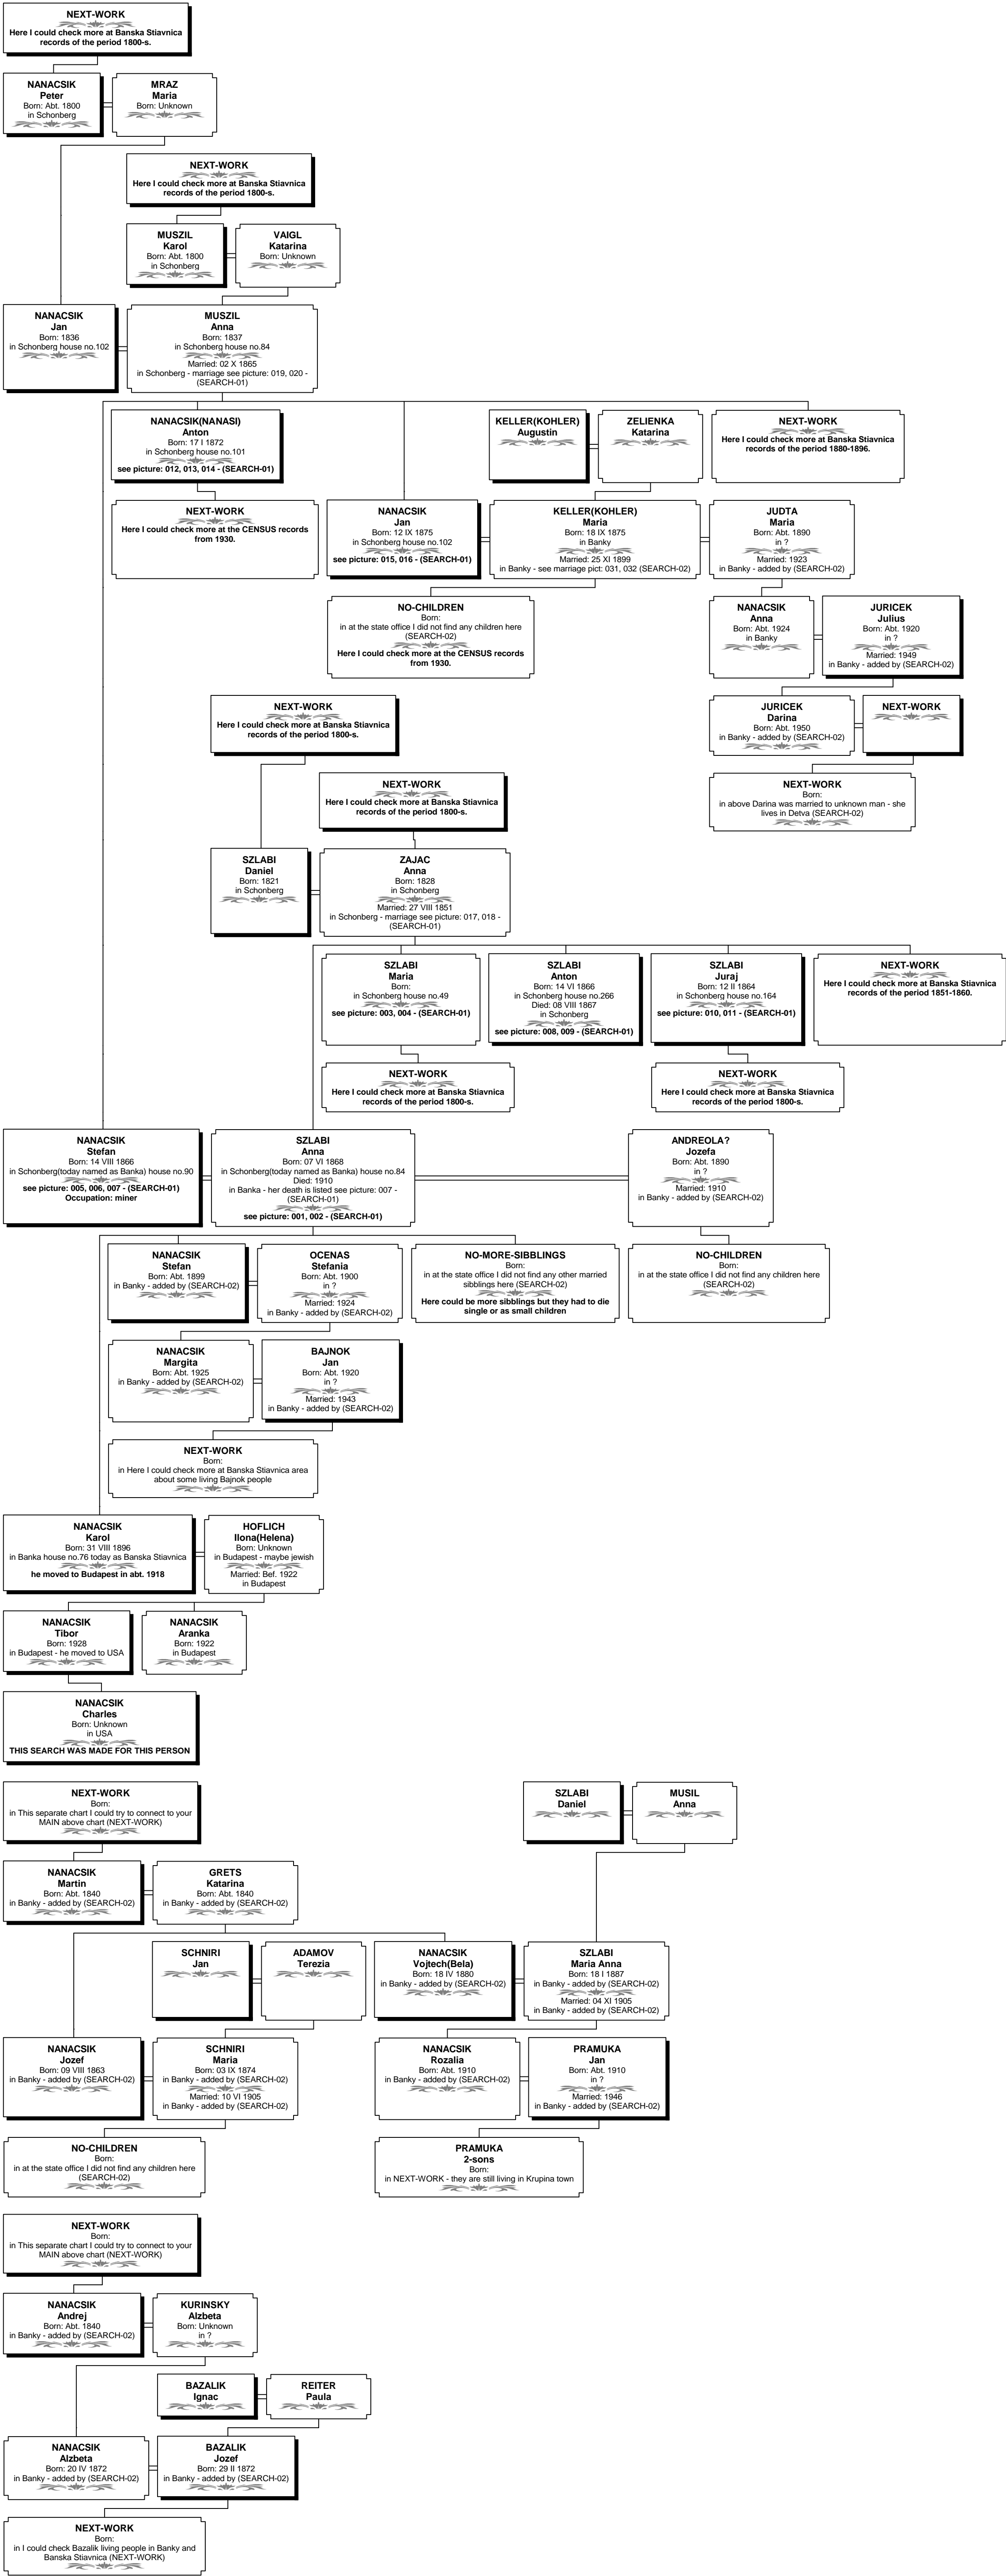 NEXT-WORK
Here I could check more at Banska Stiavnica
records of the period 1800-s.
NANACSIK
Peter
Born: Abt. 1800
in Schonberg
MRAZ
Maria
Born: Unknown
NEXT-WORK
Here I could check more at Banska Stiavnica
records of the period 1800-s.
MUSZIL
Karol
Born: Abt. 1800
in Schonberg
VAIGL
Katarina
Born: Unknown
NANACSIK
Jan
Born: 1836
in Schonberg house no.102
MUSZIL
Anna
Born: 1837
in Schonberg house no.84
Married: 02 X 1865
in Schonberg - marriage see picture: 019, 020 -
(SEARCH-01)
NANACSIK(NANASI)
Anton
Born: 17 I 1872
in Schonberg house no.101
see picture: 012, 013, 014 - (SEARCH-01)
KELLER(KOHLER)
Augustin
ZELIENKA
Katarina
NEXT-WORK
Here I could check more at Banska Stiavnica
records of the period 1880-1896.
NEXT-WORK
Here I could check more at the CENSUS records
from 1930.
NANACSIK
Jan
Born: 12 IX 1875
in Schonberg house no.102
see picture: 015, 016 - (SEARCH-01)
KELLER(KOHLER)
Maria
Born: 18 IX 1875
in Banky
Married: 25 XI 1899
in Banky - see marriage pict: 031, 032 (SEARCH-02)
JUDTA
Maria
Born: Abt. 1890
in ?
Married: 1923
in Banky - added by (SEARCH-02)
NO-CHILDREN
Born:
in at the state office I did not find any children here
(SEARCH-02)
Here I could check more at the CENSUS records
from 1930.
NANACSIK
Anna
Born: Abt. 1924
in Banky
JURICEK
Julius
Born: Abt. 1920
in ?
Married: 1949
in Banky - added by (SEARCH-02)
NEXT-WORK
Here I could check more at Banska Stiavnica
records of the period 1800-s.
JURICEK
Darina
Born: Abt. 1950
in Banky - added by (SEARCH-02)
NEXT-WORK
NEXT-WORK
Here I could check more at Banska Stiavnica
records of the period 1800-s.
NEXT-WORK
Born:
in above Darina was married to unknown man - she
lives in Detva (SEARCH-02)
SZLABI
Daniel
Born: 1821
in Schonberg
ZAJAC
Anna
Born: 1828
in Schonberg
Married: 27 VIII 1851
in Schonberg - marriage see picture: 017, 018 -
(SEARCH-01)
SZLABI
Maria
Born:
in Schonberg house no.49
see picture: 003, 004 - (SEARCH-01)
SZLABI
Anton
Born: 14 VI 1866
in Schonberg house no.266
Died: 08 VIII 1867
in Schonberg
see picture: 008, 009 - (SEARCH-01)
SZLABI
Juraj
Born: 12 II 1864
in Schonberg house no.164
see picture: 010, 011 - (SEARCH-01)
NEXT-WORK
Here I could check more at Banska Stiavnica
records of the period 1851-1860.
NEXT-WORK
Here I could check more at Banska Stiavnica
records of the period 1800-s.
NEXT-WORK
Here I could check more at Banska Stiavnica
records of the period 1800-s.
NANACSIK
Stefan
Born: 14 VIII 1866
in Schonberg(today named as Banka) house no.90
see picture: 005, 006, 007 - (SEARCH-01)
Occupation: miner
SZLABI
Anna
Born: 07 VI 1868
in Schonberg(today named as Banka) house no.84
Died: 1910
in Banka - her death is listed see picture: 007 -
(SEARCH-01)
see picture: 001, 002 - (SEARCH-01)
ANDREOLA?
Jozefa
Born: Abt. 1890
in ?
Married: 1910
in Banky - added by (SEARCH-02)
NANACSIK
Stefan
Born: Abt. 1899
in Banky - added by (SEARCH-02)
OCENAS
Stefania
Born: Abt. 1900
in ?
Married: 1924
in Banky - added by (SEARCH-02)
NO-MORE-SIBBLINGS
Born:
in at the state office I did not find any other married
sibblings here (SEARCH-02)
Here could be more sibblings but they had to die
single or as small children
NO-CHILDREN
Born:
in at the state office I did not find any children here
(SEARCH-02)
NANACSIK
Margita
Born: Abt. 1925
in Banky - added by (SEARCH-02)
BAJNOK
Jan
Born: Abt. 1920
in ?
Married: 1943
in Banky - added by (SEARCH-02)
NEXT-WORK
Born:
in Here I could check more at Banska Stiavnica area
about some living Bajnok people
NANACSIK
Karol
Born: 31 VIII 1896
in Banka house no.76 today as Banska Stiavnica
he moved to Budapest in abt. 1918
HOFLICH
Ilona(Helena)
Born: Unknown
in Budapest - maybe jewish
Married: Bef. 1922
in Budapest
NANACSIK
Tibor
Born: 1928
in Budapest - he moved to USA
NANACSIK
Aranka
Born: 1922
in Budapest
NANACSIK
Charles
Born: Unknown
in USA
THIS SEARCH WAS MADE FOR THIS PERSON
NEXT-WORK
Born:
in This separate chart I could try to connect to your
MAIN above chart (NEXT-WORK)
SZLABI
Daniel
MUSIL
Anna
NANACSIK
Martin
Born: Abt. 1840
in Banky - added by (SEARCH-02)
GRETS
Katarina
Born: Abt. 1840
in Banky - added by (SEARCH-02)
SCHNIRI
Jan
ADAMOV
Terezia
NANACSIK
Vojtech(Bela)
Born: 18 IV 1880
in Banky - added by (SEARCH-02)
SZLABI
Maria Anna
Born: 18 I 1887
in Banky - added by (SEARCH-02)
Married: 04 XI 1905
in Banky - added by (SEARCH-02)
NANACSIK
Jozef
Born: 09 VIII 1863
in Banky - added by (SEARCH-02)
SCHNIRI
Maria
Born: 03 IX 1874
in Banky - added by (SEARCH-02)
Married: 10 VI 1905
in Banky - added by (SEARCH-02)
NANACSIK
Rozalia
Born: Abt. 1910
in Banky - added by (SEARCH-02)
PRAMUKA
Jan
Born: Abt. 1910
in ?
Married: 1946
in Banky - added by (SEARCH-02)
NO-CHILDREN
Born:
in at the state office I did not find any children here
(SEARCH-02)
PRAMUKA
2-sons
Born:
in NEXT-WORK - they are still living in Krupina town
NEXT-WORK
Born:
in This separate chart I could try to connect to your
MAIN above chart (NEXT-WORK)
NANACSIK
Andrej
Born: Abt. 1840
in Banky - added by (SEARCH-02)
KURINSKY
Alzbeta
Born: Unknown
in ?
BAZALIK
Ignac
REITER
Paula
NANACSIK
Alzbeta
Born: 20 IV 1872
in Banky - added by (SEARCH-02)
BAZALIK
Jozef
Born: 29 II 1872
in Banky - added by (SEARCH-02)
NEXT-WORK
Born:
in I could check Bazalik living people in Banky and
Banska Stiavnica (NEXT-WORK)